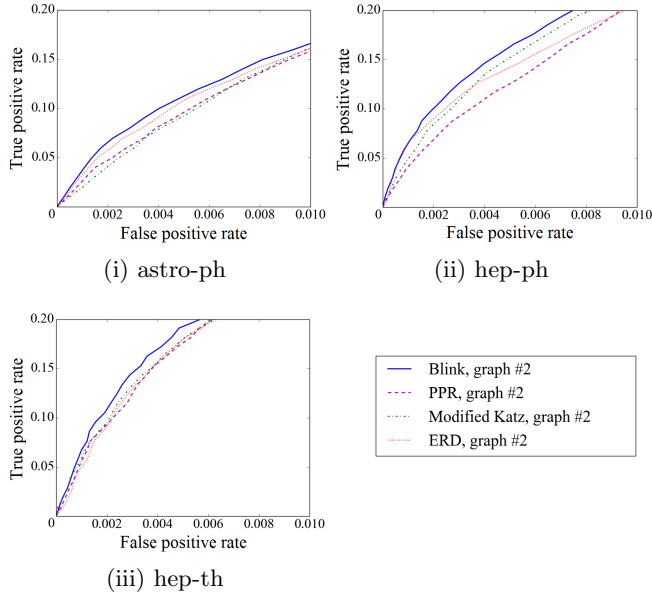 0.20
0.15
0.10
0.05
0
0.002
0.004
0.006
0.008
0.010
True positive rate
False positive rate
(i) astro-ph
0.20
0.15
0.10
0.05
0
0.002
0.004
0.006
0.008
0.010
True positive rate
False positive rate
(ii) hep-ph
0.20
0.15
0.10
0.05
0
0.002
0.004
0.006
0.008
0.010
True positive rate
False positive rate
(iii) hep-th
Blink, graph #2
PPR, graph #2
Modified Katz, graph #2
ERD, graph #2